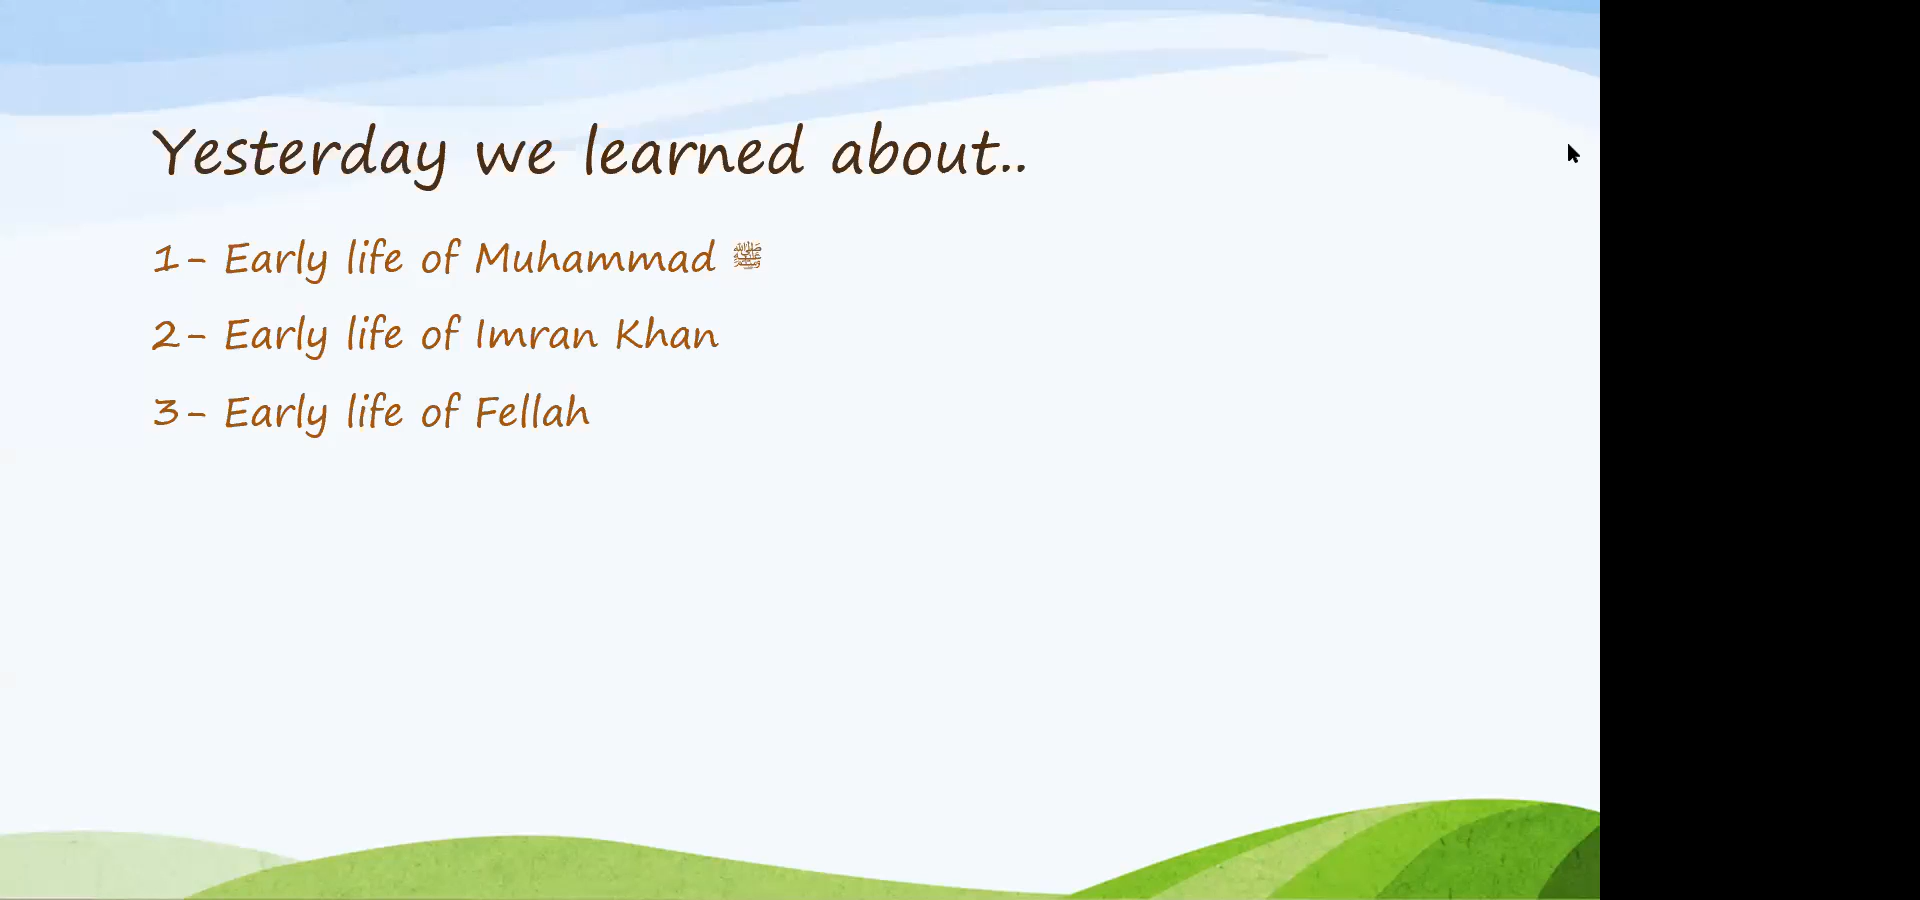 Yesterday we learned about..
1- Early life of Muhammad ﷺ
2- Early life of Imran Khan
3- Early life of Fellah